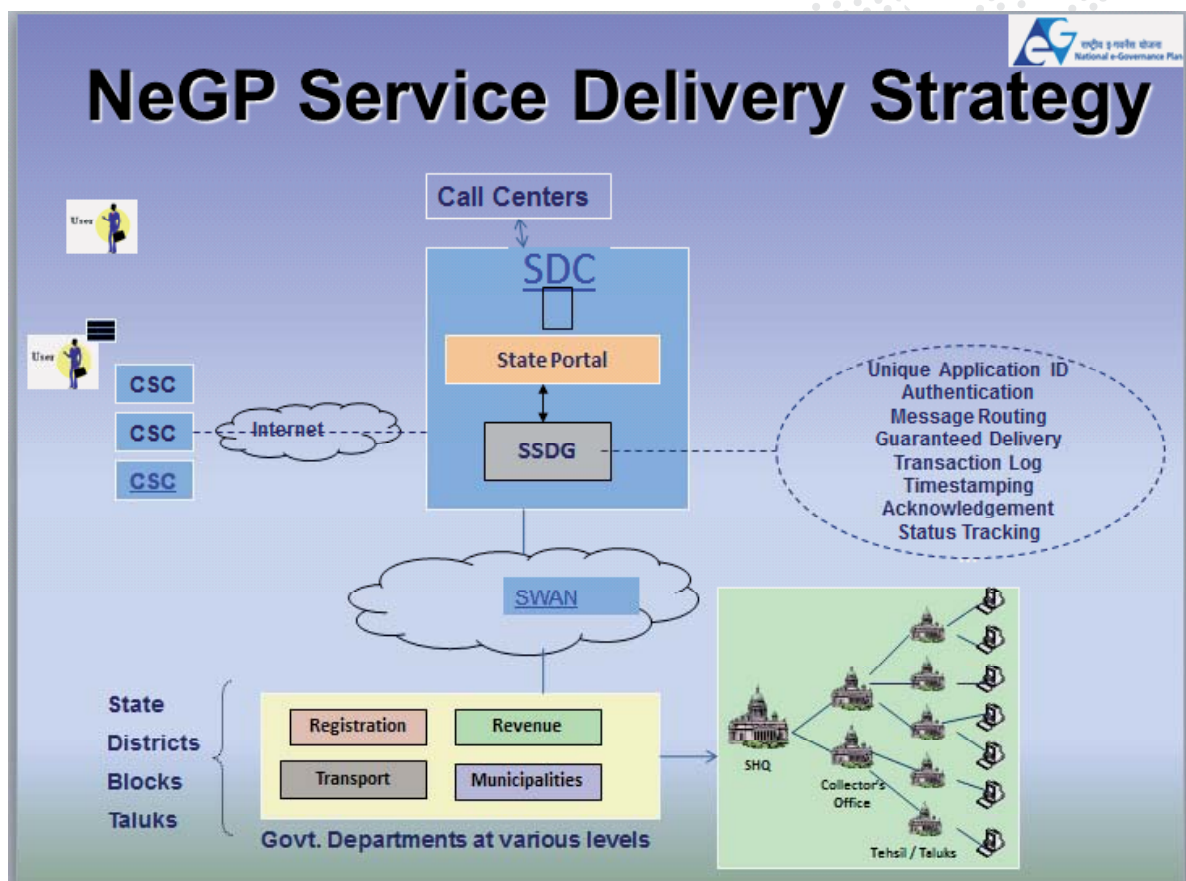 राष्ट्रीय इ-गवर्नेंस योजना
National e-Governance Plan
NeGP Service Delivery Strategy
Call Centers
User
SDC
User
State Portal
CSC
CSC
CSC
Internet
SSDG
Unique Application ID
Authentication
Message Routing
Guaranteed Delivery
Transaction Log
Timestamping
Acknowledgement
Status Tracking
SWAN
State
Districts
Blocks
Taluks
Registration
Revenue
Transport
Municipalities
Govt. Departments at various levels
SHQ
Collector's
Office
Tehsil / Taluks